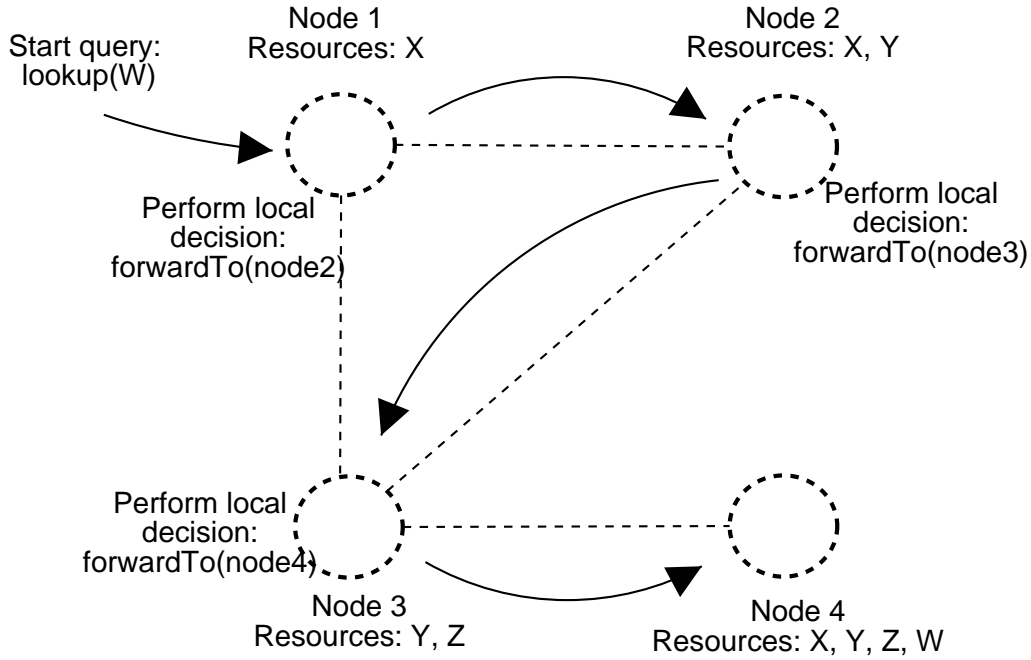 Node 1
Resources: X
Node 2
Resources: X, Y
Start query:
lookup(W)
Perform local
decision:
forwardTo(node2)
Perform local
decision:
forwardTo(node3)
Perform local
decision:
forwardTo(node4)
Node 3
Resources: Y, Z
Node 4
Resources: X, Y, Z, W